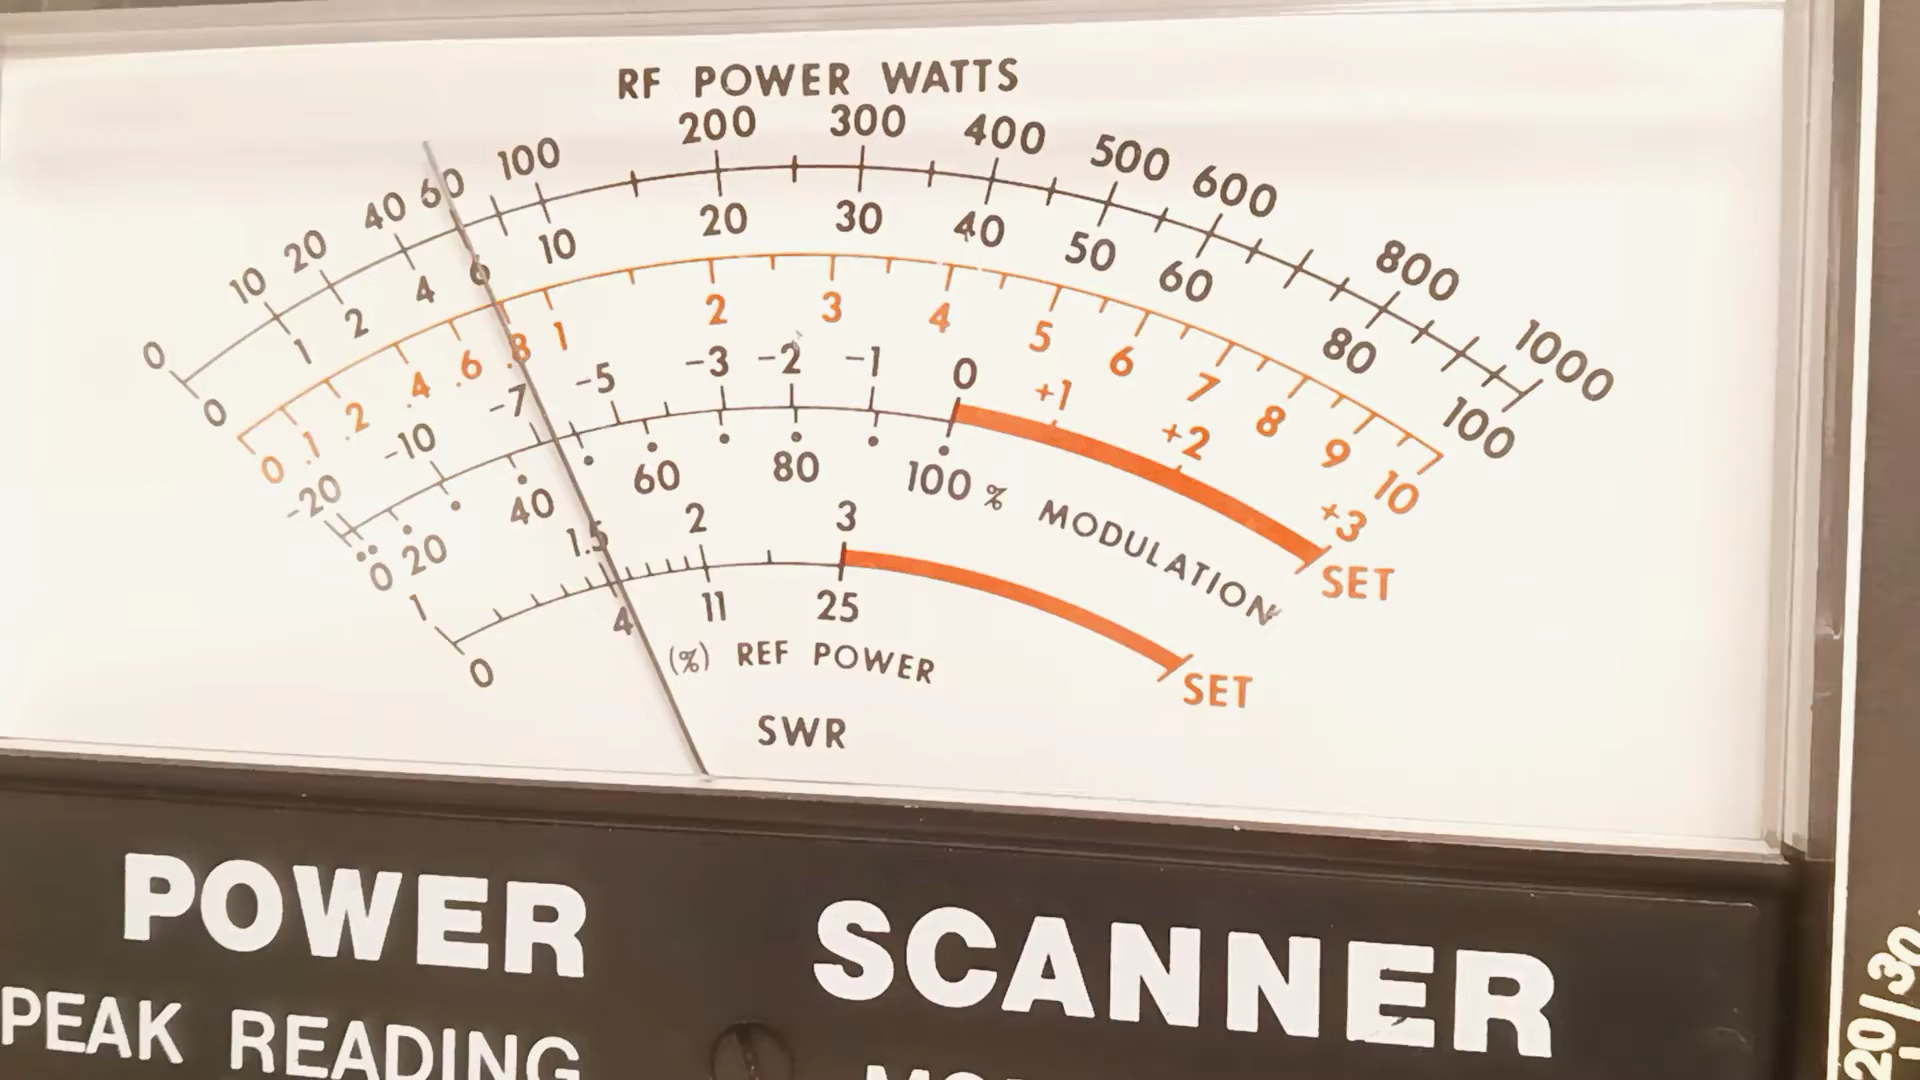 RF POWER WATTS
0 10 20 40 60 100 200 300 400 500 600 800 1000
0 1 2 4 6 10 20 30 40 50 60 80 100
0 .1 .2 .4 .6 .8 1 2 3 4 5 6 7 8 9 10
-20 -10 -7 -5 -3 -2 -1 0 +1 +2 +3
0 20 40 60 80 100 % MODULATION SET
1 1.5 2 3
0 4 11 25 SET
(%) REF POWER
SWR
POWER SCANNER
PEAK READING
20/30